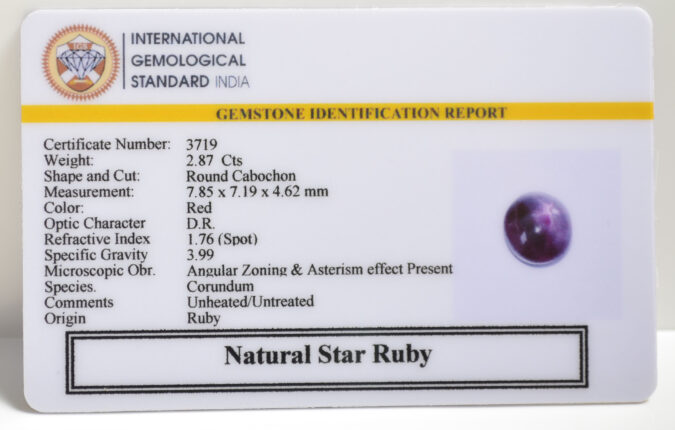 IGS
INTERNATIONAL
GEMOLOGICAL
STANDARD INDIA
GEMSTONE IDENTIFICATION REPORT
Certificate Number: 3719
Weight: 2.87 Cts
Shape and Cut: Round Cabochon
Measurement: 7.85 x 7.19 x 4.62 mm
Color: Red
Optic Character D.R.
Refractive Index 1.76 (Spot)
Specific Gravity 3.99
Microscopic Obr. Angular Zoning & Asterism effect Present
Species. Corundum
Comments Unheated/Untreated
Origin Ruby
Natural Star Ruby